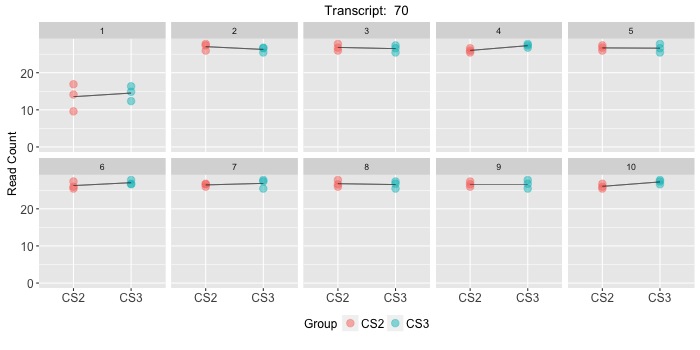 Transcript: 70
1 2 3 4 5
20
10
0
6 7 8 9 10
20
10
0
Read Count
CS2 CS3 CS2 CS3 CS2 CS3 CS2 CS3 CS2 CS3
Group CS2 CS3